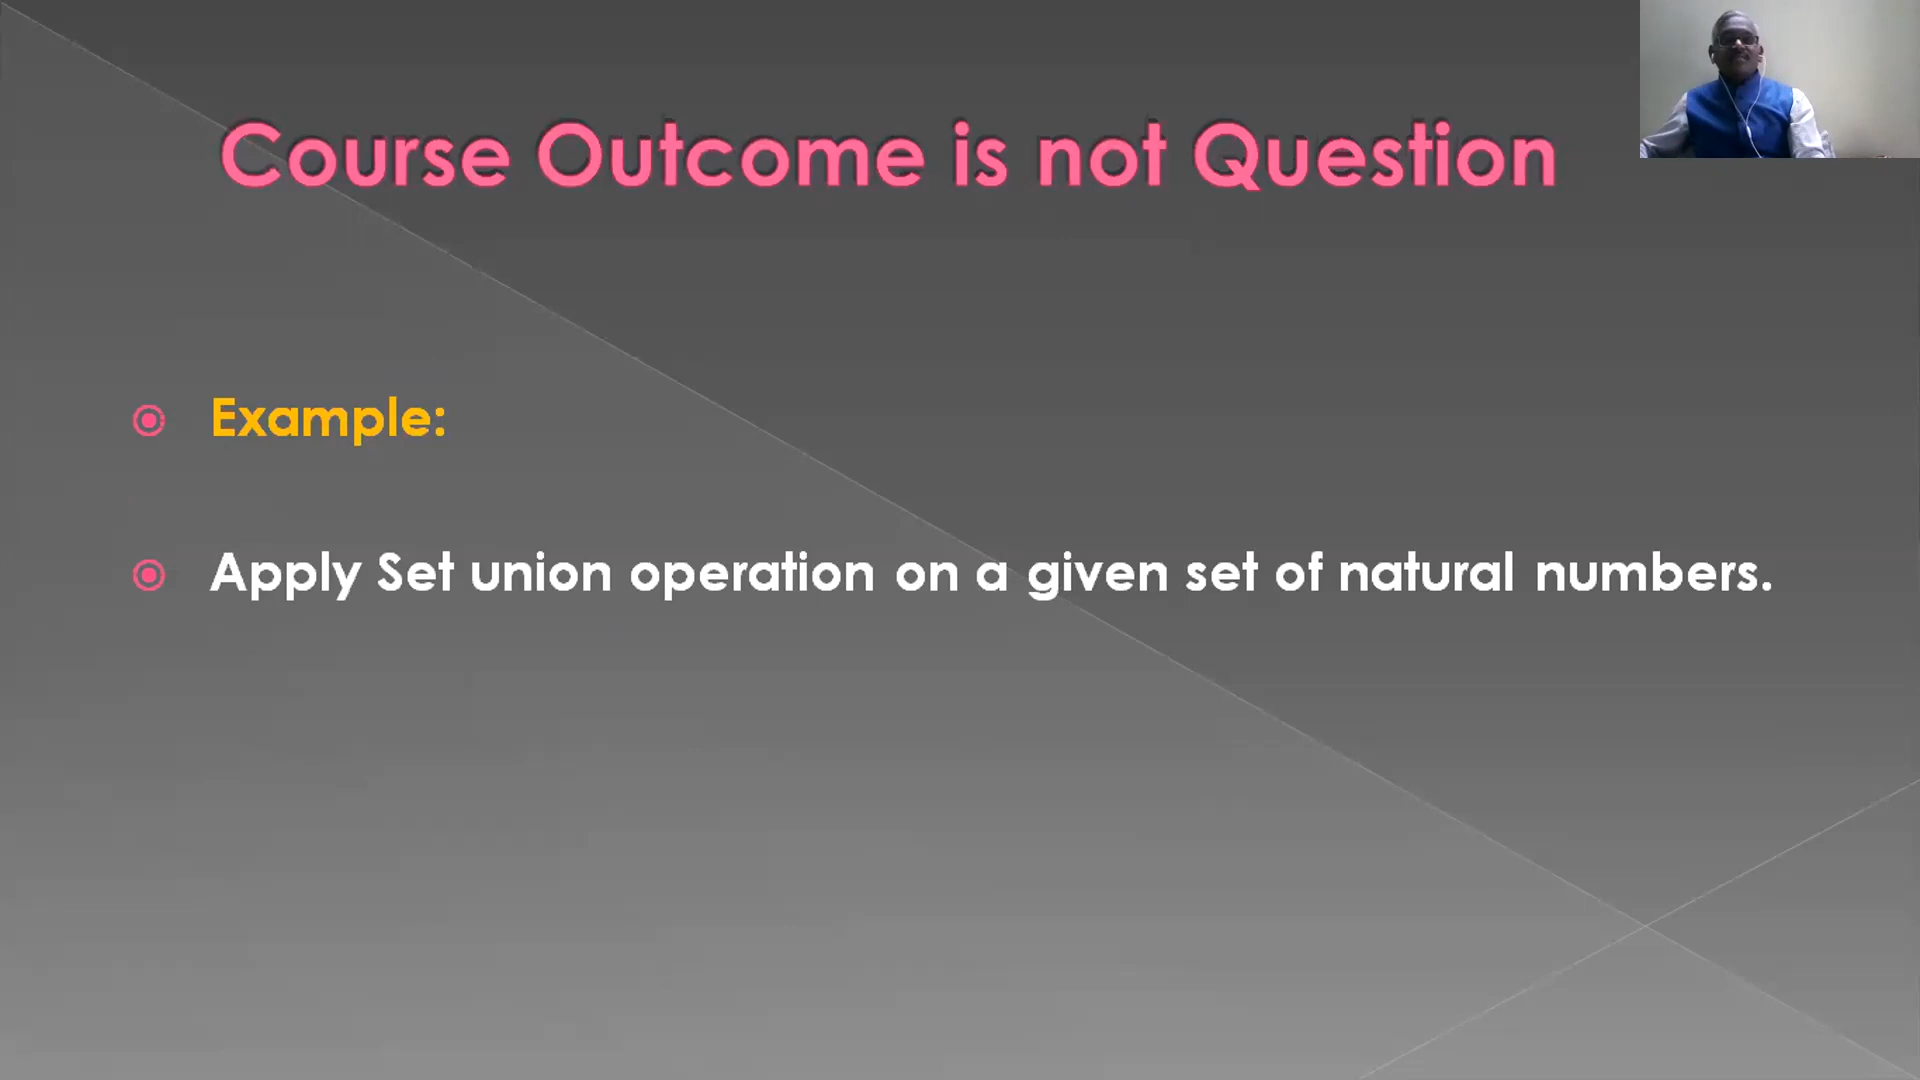 Course Outcome is not Question
Example:
Apply Set union operation on a given set of natural numbers.